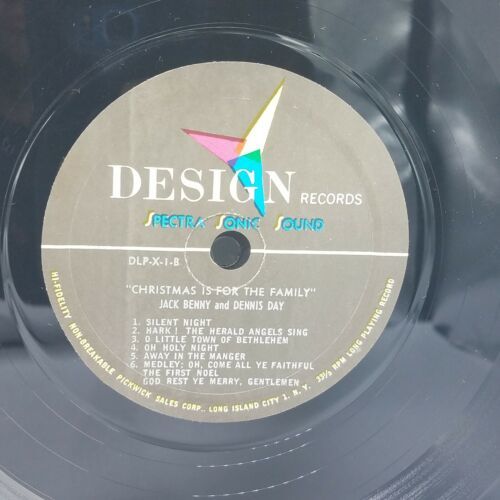 DESIGN RECORDS
SPECTRA SONIC SOUND
DLP-X-1-B
"CHRISTMAS IS FOR THE FAMILY"
JACK BENNY and DENNIS DAY
1. SILENT NIGHT
2. HARK! THE HERALD ANGELS SING
3. O LITTLE TOWN OF BETHLEHEM
4. OH HOLY NIGHT
5. AWAY IN THE MANGER
6. MEDLEY: OH, COME ALL YE FAITHFUL
THE FIRST NOEL
GOD REST YE MERRY, GENTLEMEN
HI-FIDELITY NON-BREAKABLE PICKWICK SALES CORP., LONG ISLAND CITY 1, N. Y. 33⅓ RPM LONG PLAYING RECORD